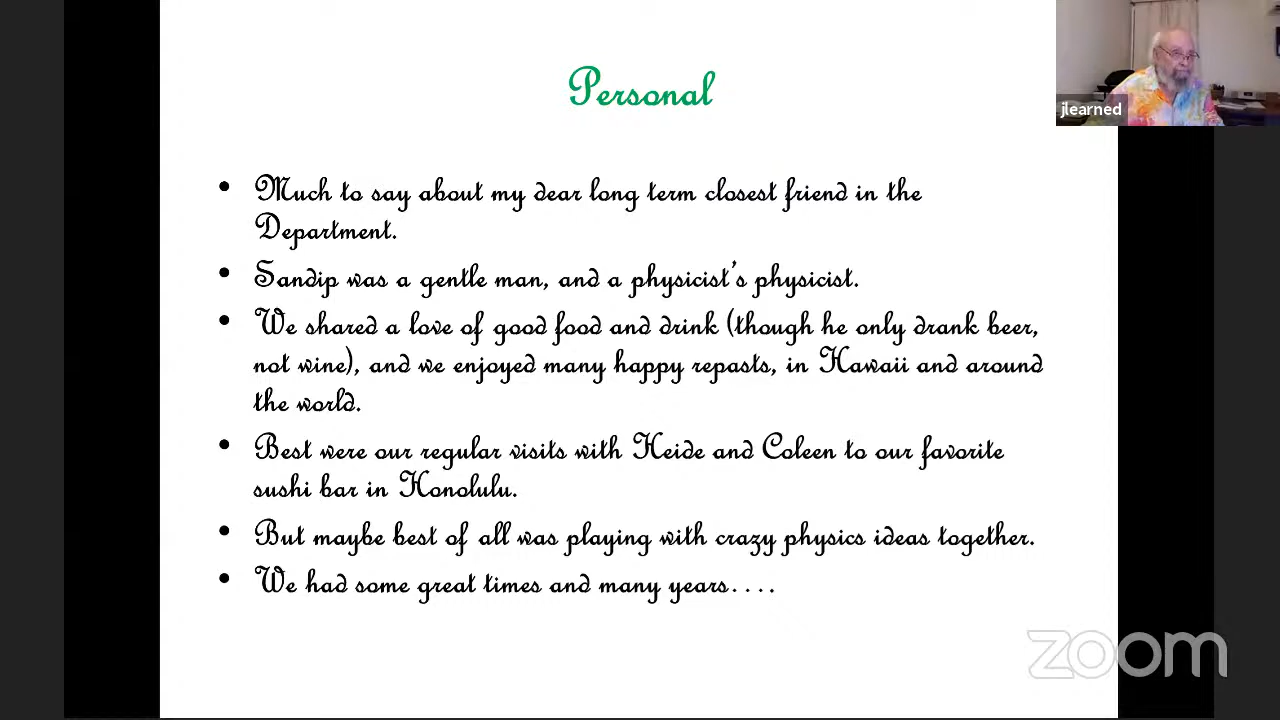 Personal
jlearned
• Much to say about my dear long term closest friend in the
Department.
• Sandip was a gentle man, and a physicist's physicist.
• We shared a love of good food and drink (though he only drank beer,
not wine), and we enjoyed many happy repasts, in Hawaii and around
the world.
• Best were our regular visits with Heide and Coleen to our favorite
sushi bar in Honolulu.
• But maybe best of all was playing with crazy physics ideas together.
• We had some great times and many years....
zoom